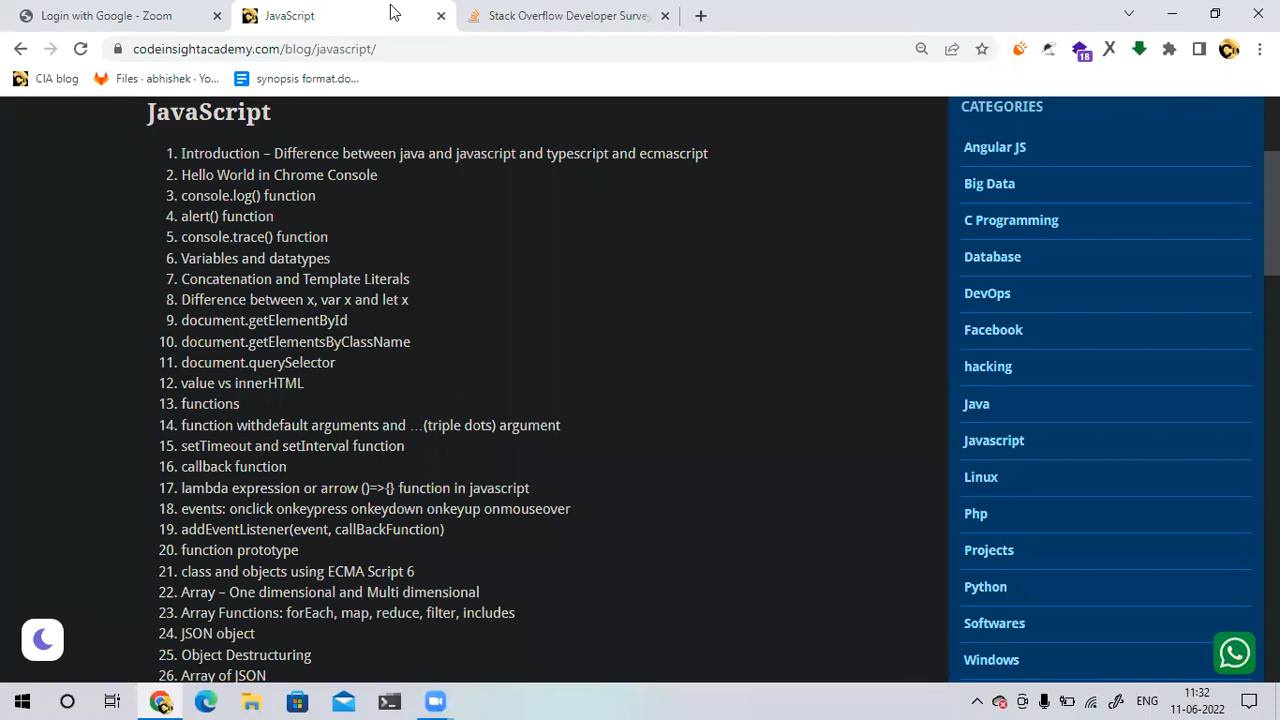 Login with Google - Zoom
JavaScript
Stack Overflow Developer Surve
codeinsightacademy.com/blog/javascript/
18
CIA blog
Files · abhishek · Yo...
synopsis format.do...
JavaScript
1. Introduction – Difference between java and javascript and typescript and ecmascript
2. Hello World in Chrome Console
3. console.log() function
4. alert() function
5. console.trace() function
6. Variables and datatypes
7. Concatenation and Template Literals
8. Difference between x, var x and let x
9. document.getElementById
10. document.getElementsByClassName
11. document.querySelector
12. value vs innerHTML
13. functions
14. function withdefault arguments and …(triple dots) argument
15. setTimeout and setInterval function
16. callback function
17. lambda expression or arrow ()=>{} function in javascript
18. events: onclick onkeypress onkeydown onkeyup onmouseover
19. addEventListener(event, callBackFunction)
20. function prototype
21. class and objects using ECMA Script 6
22. Array – One dimensional and Multi dimensional
23. Array Functions: forEach, map, reduce, filter, includes
24. JSON object
25. Object Destructuring
26. Array of JSON
CATEGORIES
Angular JS
Big Data
C Programming
Database
DevOps
Facebook
hacking
Java
Javascript
Linux
Php
Projects
Python
Softwares
Windows
ENG
11:32
11-06-2022